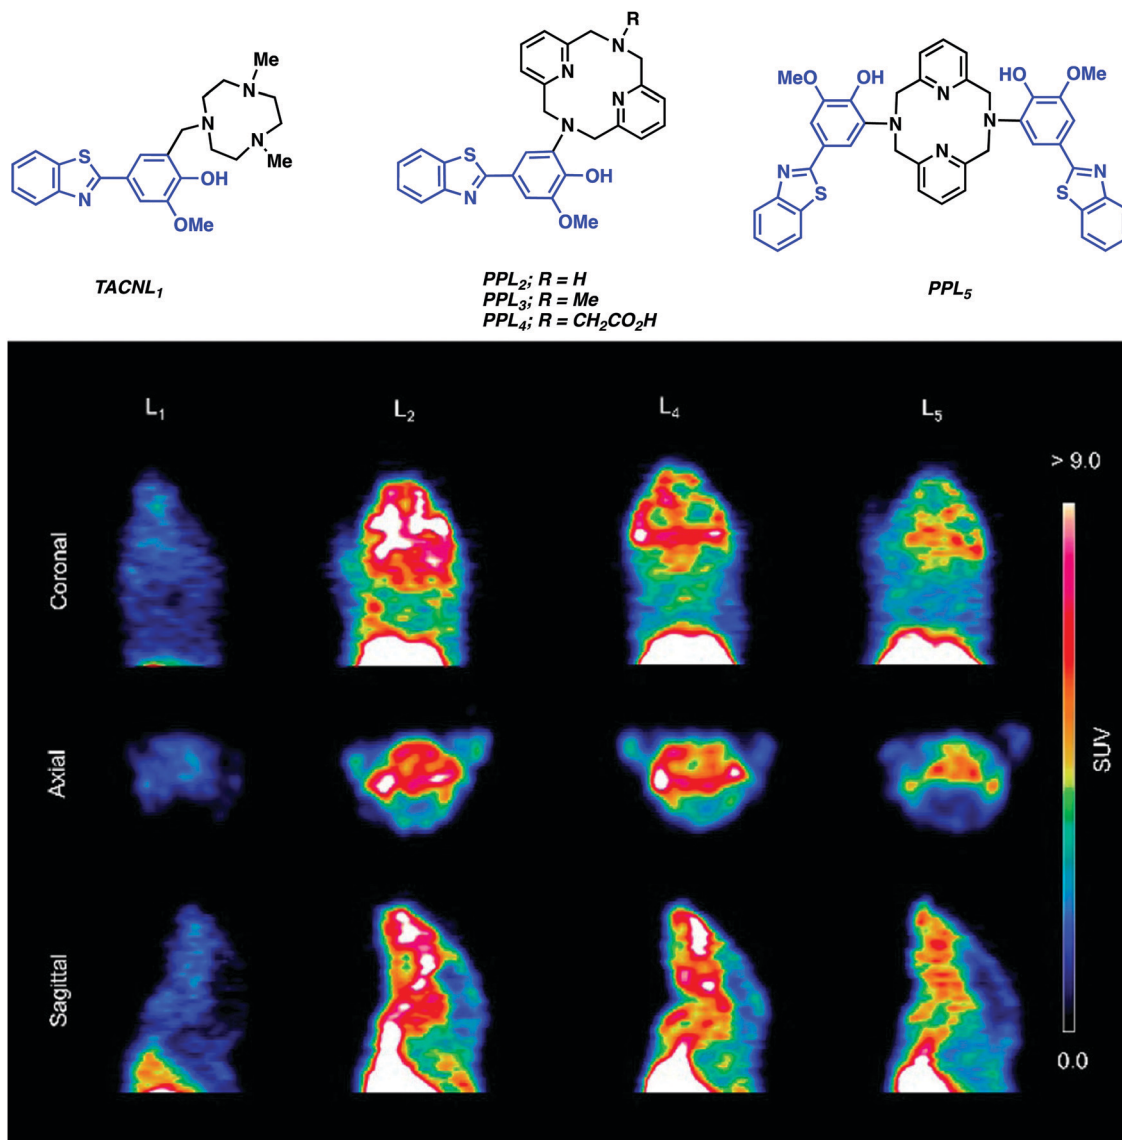 R
Me
N
N
N
Me
S
N
OH
OMe
N
N
N
N
S
N
OH
OMe
MeO
OH
N
HO
OMe
N
N
N
N
S
N
S
TACNL1
PPL2; R = H
PPL3; R = Me
PPL4; R = CH2CO2H
PPL5
L1 L2 L4 L5
> 9.0
Coronal
Axial
Sagittal
SUV
0.0